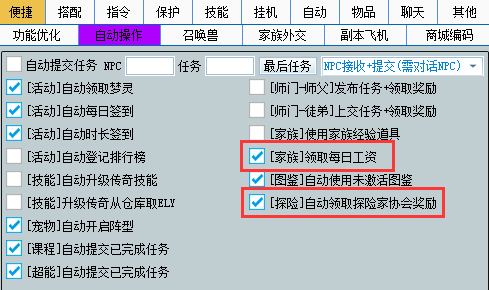 便捷 搭配 指令 保护 技能 挂机 自动 物品 聊天 其他
功能优化 自动操作 召唤兽 家族外交 副本飞机 商城编码
自动提交任务 NPC 任务 最后任务 NPC接收+提交(需对话NPC)
[活动]自动领取梦灵 [师门-师父]发布任务+领取奖励
[活动]自动每日签到 [师门-徒弟]上交任务+领取奖励
[活动]自动时长签到 [家族]使用家族经验道具
[活动]自动登记排行榜 [家族]领取每日工资
[技能]自动升级传奇技能 [图鉴]自动使用未激活图鉴
[技能]升级传奇从仓库取ELY [探险]自动领取探险家协会奖励
[宠物]自动开启阵型
[课程]自动提交已完成任务
[超能]自动提交已完成任务